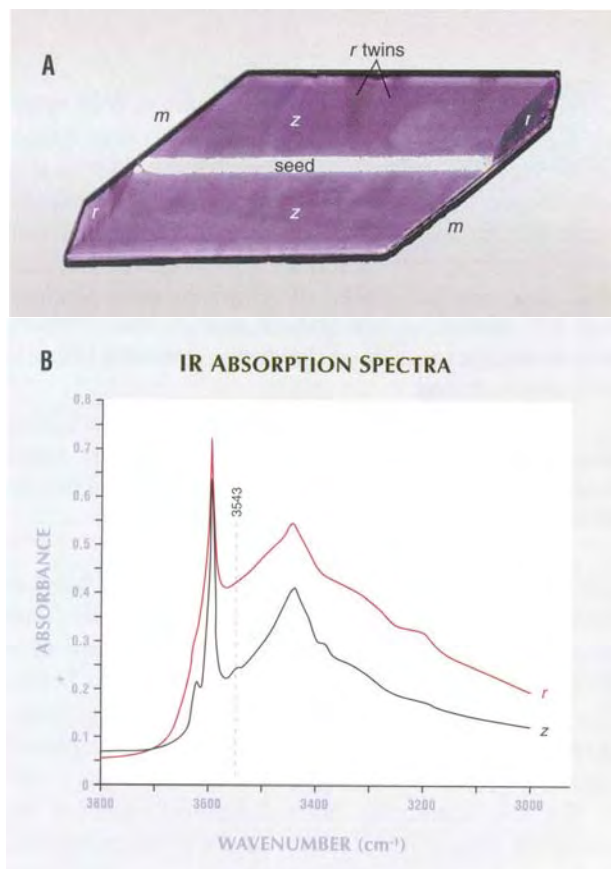 A
r twins
m
z
r
seed
r
z
m
B
IR ABSORPTION SPECTRA
0.8
0.7
0.6
0.5
0.4
0.3
0.2
0.1
0
ABSORBANCE
3543
r
z
3800
3600
3400
3200
3000
WAVENUMBER (cm-1)